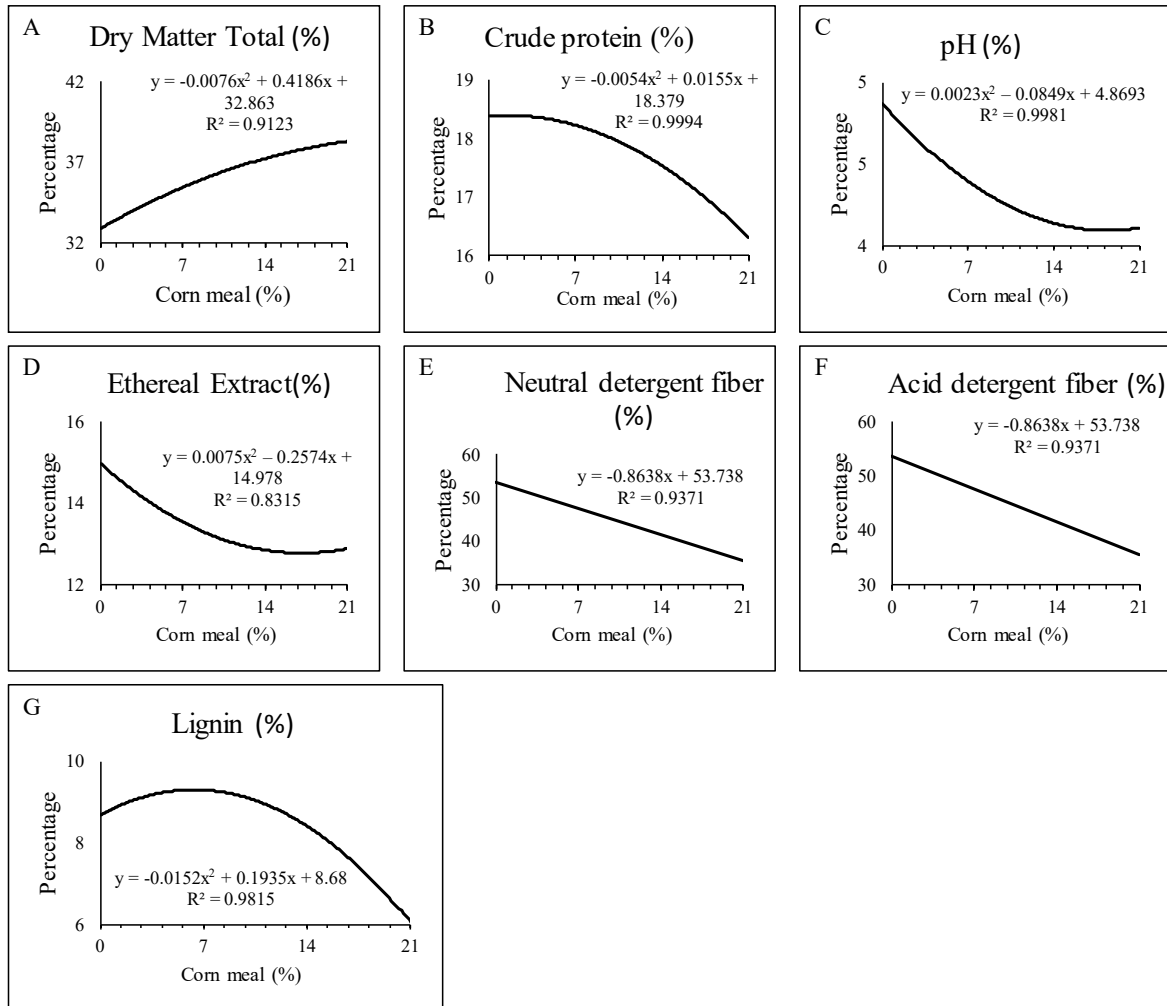 A
Dry Matter Total (%)
y = -0.0076x² + 0.4186x +
32.863
R² = 0.9123
42
37
32
Percentage
0 7 14 21
Corn meal (%)
B
Crude protein (%)
y = -0.0054x² + 0.0155x +
18.379
R² = 0.9994
19
18
17
16
Percentage
0 7 14 21
Corn meal (%)
C
pH (%)
y = 0.0023x² – 0.0849x + 4.8693
R² = 0.9981
5
5
4
Percentage
0 7 14 21
Corn meal (%)
D
Ethereal Extract(%)
y = 0.0075x² – 0.2574x +
14.978
R² = 0.8315
16
14
12
Percentage
0 7 14 21
Corn meal (%)
E
Neutral detergent fiber
(%)
y = -0.8638x + 53.738
R² = 0.9371
60
50
40
30
Percentage
0 7 14 21
Corn meal (%)
F
Acid detergent fiber (%)
y = -0.8638x + 53.738
R² = 0.9371
60
50
40
30
Percentage
0 7 14 21
Corn meal (%)
G
Lignin (%)
10
8
6
Percentage
y = -0.0152x² + 0.1935x + 8.68
R² = 0.9815
0 7 14 21
Corn meal (%)